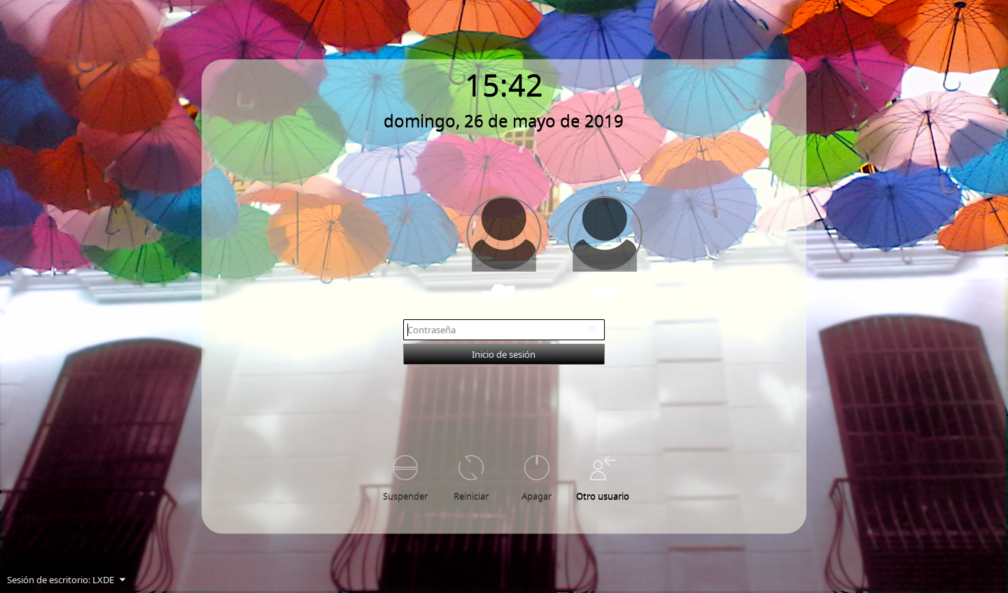 15:42
domingo, 26 de mayo de 2019
Contraseña
Inicio de sesión
Suspender
Reiniciar
Apagar
Otro usuario
Sesión de escritorio: LXDE